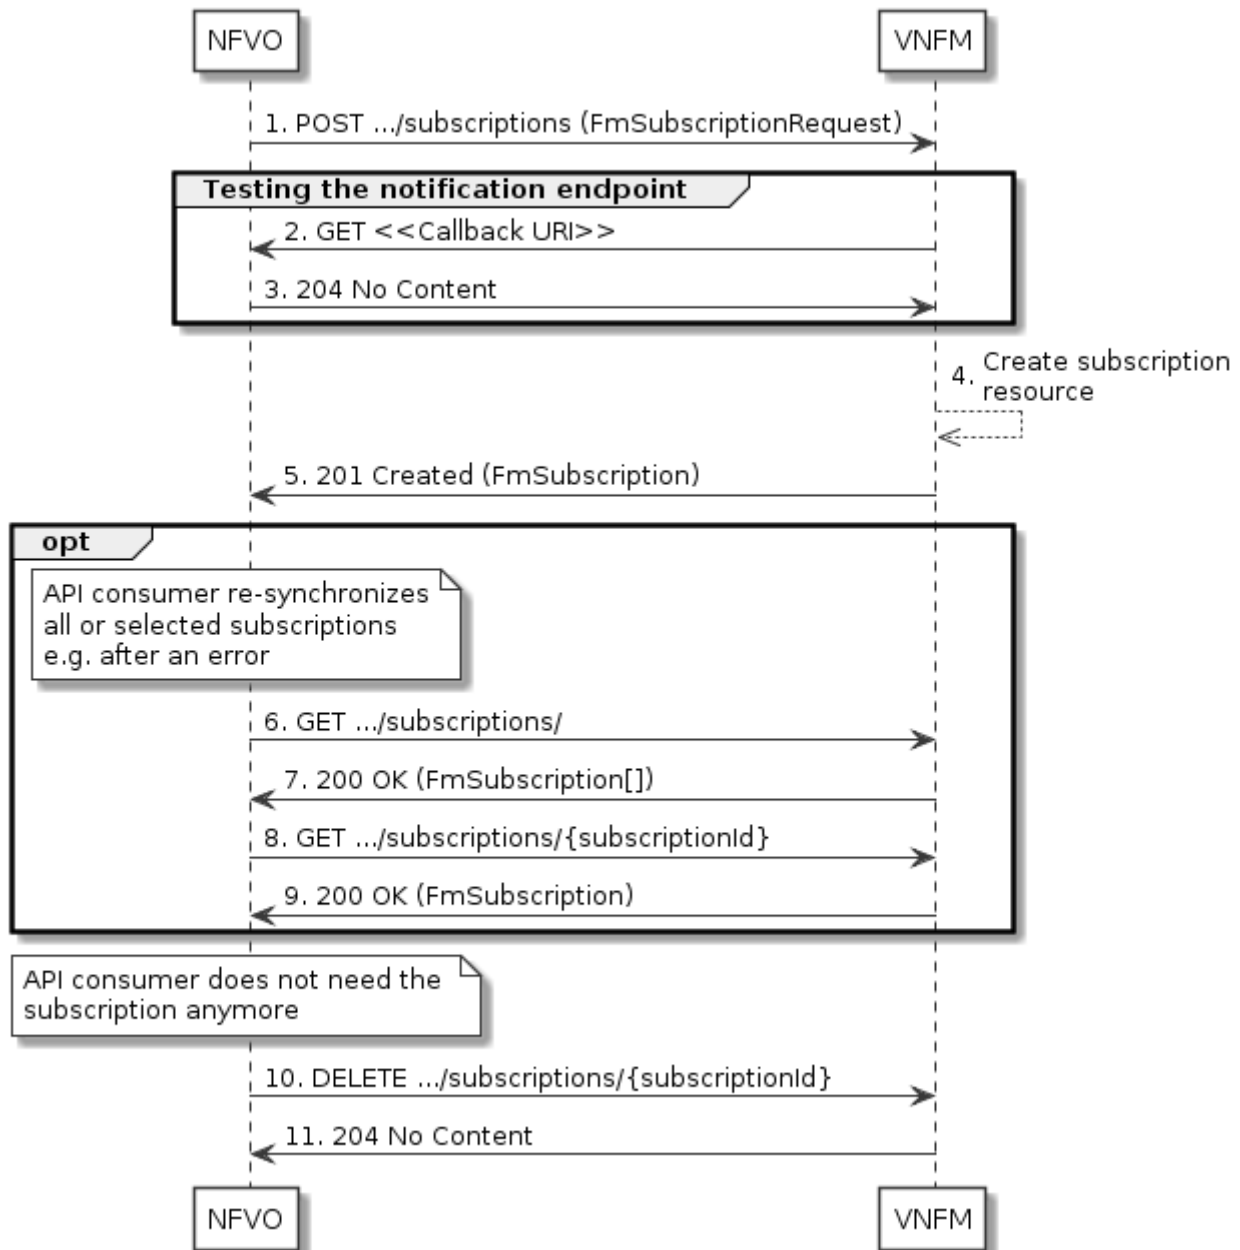 NFVO
VNFM
1. POST .../subscriptions (FmSubscriptionRequest)
Testing the notification endpoint
2. GET <<Callback URI>>
3. 204 No Content
4. Create subscription
resource
5. 201 Created (FmSubscription)
opt
API consumer re-synchronizes
all or selected subscriptions
e.g. after an error
6. GET .../subscriptions/
7. 200 OK (FmSubscription[])
8. GET .../subscriptions/{subscriptionId}
9. 200 OK (FmSubscription)
API consumer does not need the
subscription anymore
10. DELETE .../subscriptions/{subscriptionId}
11. 204 No Content
NFVO
VNFM